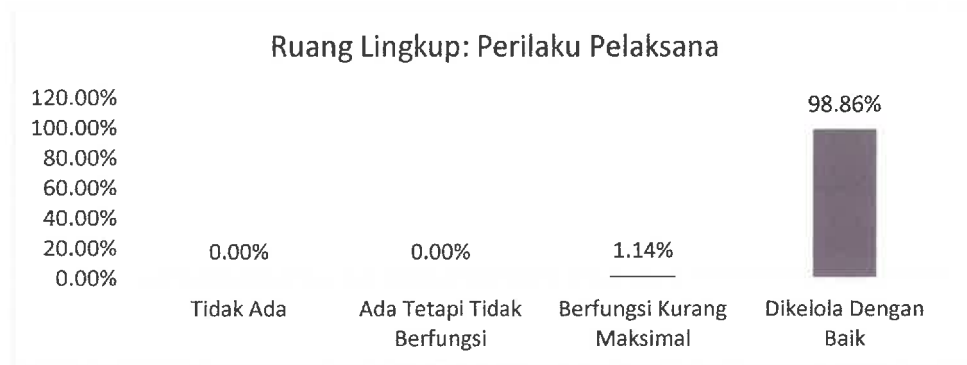 Ruang Lingkup: Perilaku Pelaksana
120.00%
100.00%
80.00%
60.00%
40.00%
20.00%
0.00%
0.00%
0.00%
1.14%
98.86%
Tidak Ada
Ada Tetapi Tidak
Berfungsi
Berfungsi Kurang
Maksimal
Dikelola Dengan
Baik